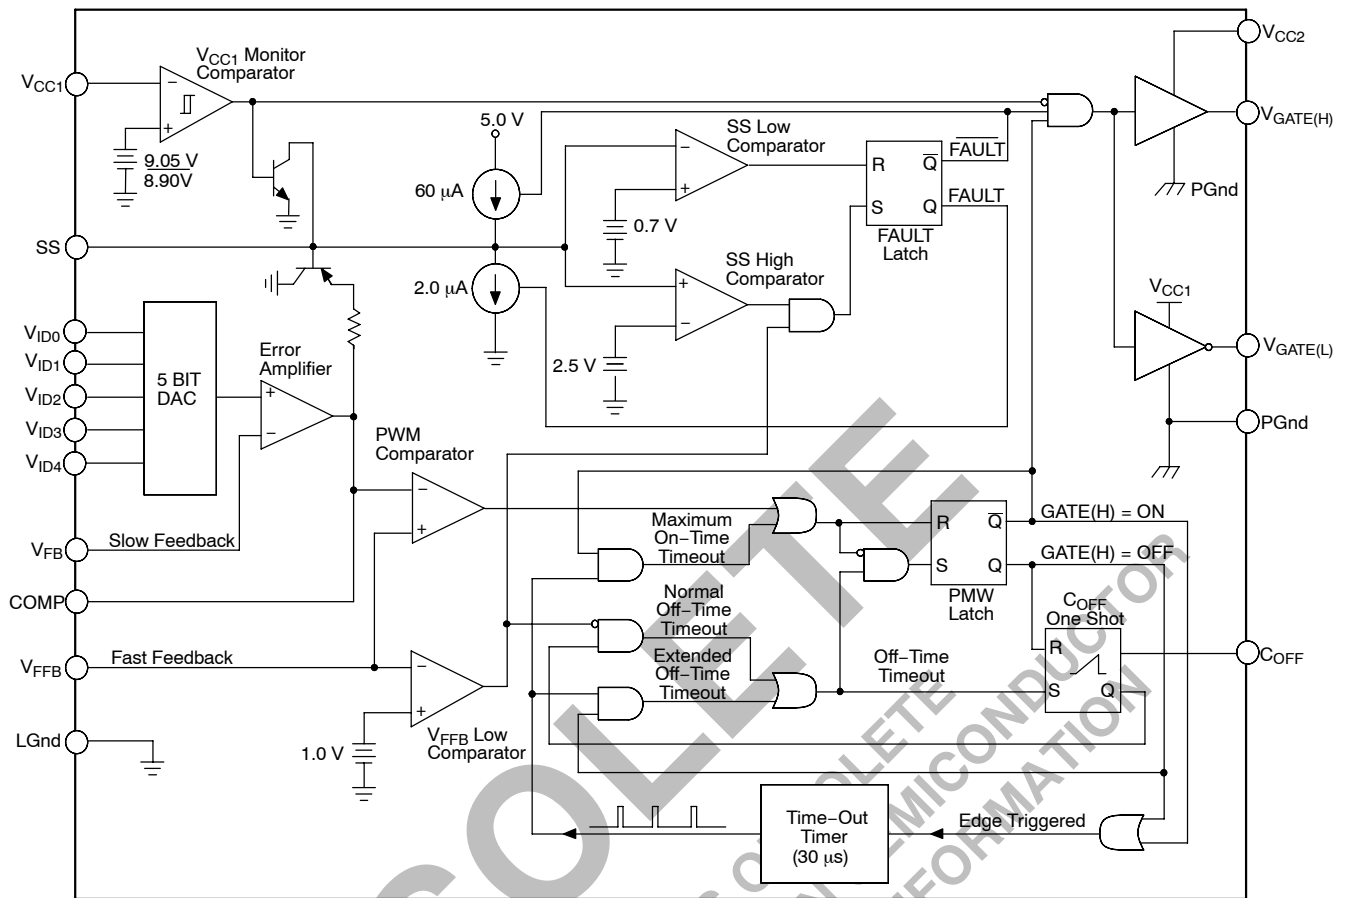 VCC1
VCC1 Monitor
Comparator
−
+
9.05 V
8.90V
5.0 V
60 μA
2.0 μA
SS
−
+
SS Low
Comparator
0.7 V
+
−
SS High
Comparator
2.5 V
R
Q
S
Q
FAULT
FAULT
FAULT
Latch
VCC2
VGATE(H)
PGnd
VCC1
VGATE(L)
PGnd
VID0
VID1
VID2
VID3
VID4
5 BIT
DAC
Error
Amplifier
+
−
PWM
Comparator
−
+
VFB
Slow Feedback
COMP
VFFB
Fast Feedback
LGnd
−
+
1.0 V
VFFB Low
Comparator
Maximum
On−Time
Timeout
Normal
Off−Time
Timeout
Extended
Off−Time
Timeout
R
Q
S
Q
PMW
Latch
GATE(H) = ON
GATE(H) = OFF
COFF
One Shot
R
S
Q
COFF
Off−Time
Timeout
Time−Out
Timer
(30 μs)
Edge Triggered
OLETE
OLETE
EMICONDUCTOR
FORMATION